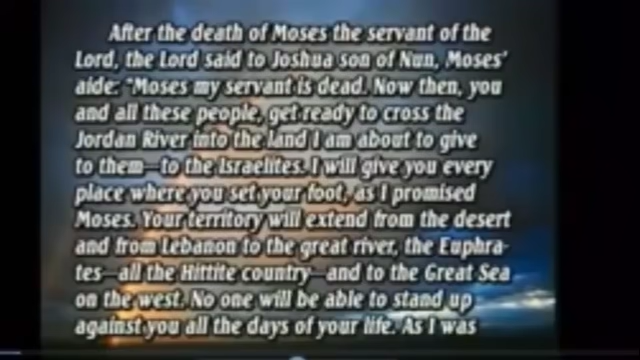 After the death of Moses the servant of the
Lord, the Lord said to Joshua son of Nun, Moses'
aide: "Moses my servant is dead. Now then, you
and all these people, get ready to cross the
Jordan River into the land I am about to give
to them—to the Israelites. I will give you every
place where you set your foot, as I promised
Moses. Your territory will extend from the desert
and from Lebanon to the great river, the Euphra-
tes—all the Hittite country—and to the Great Sea
on the west. No one will be able to stand up
against you all the days of your life. As I was